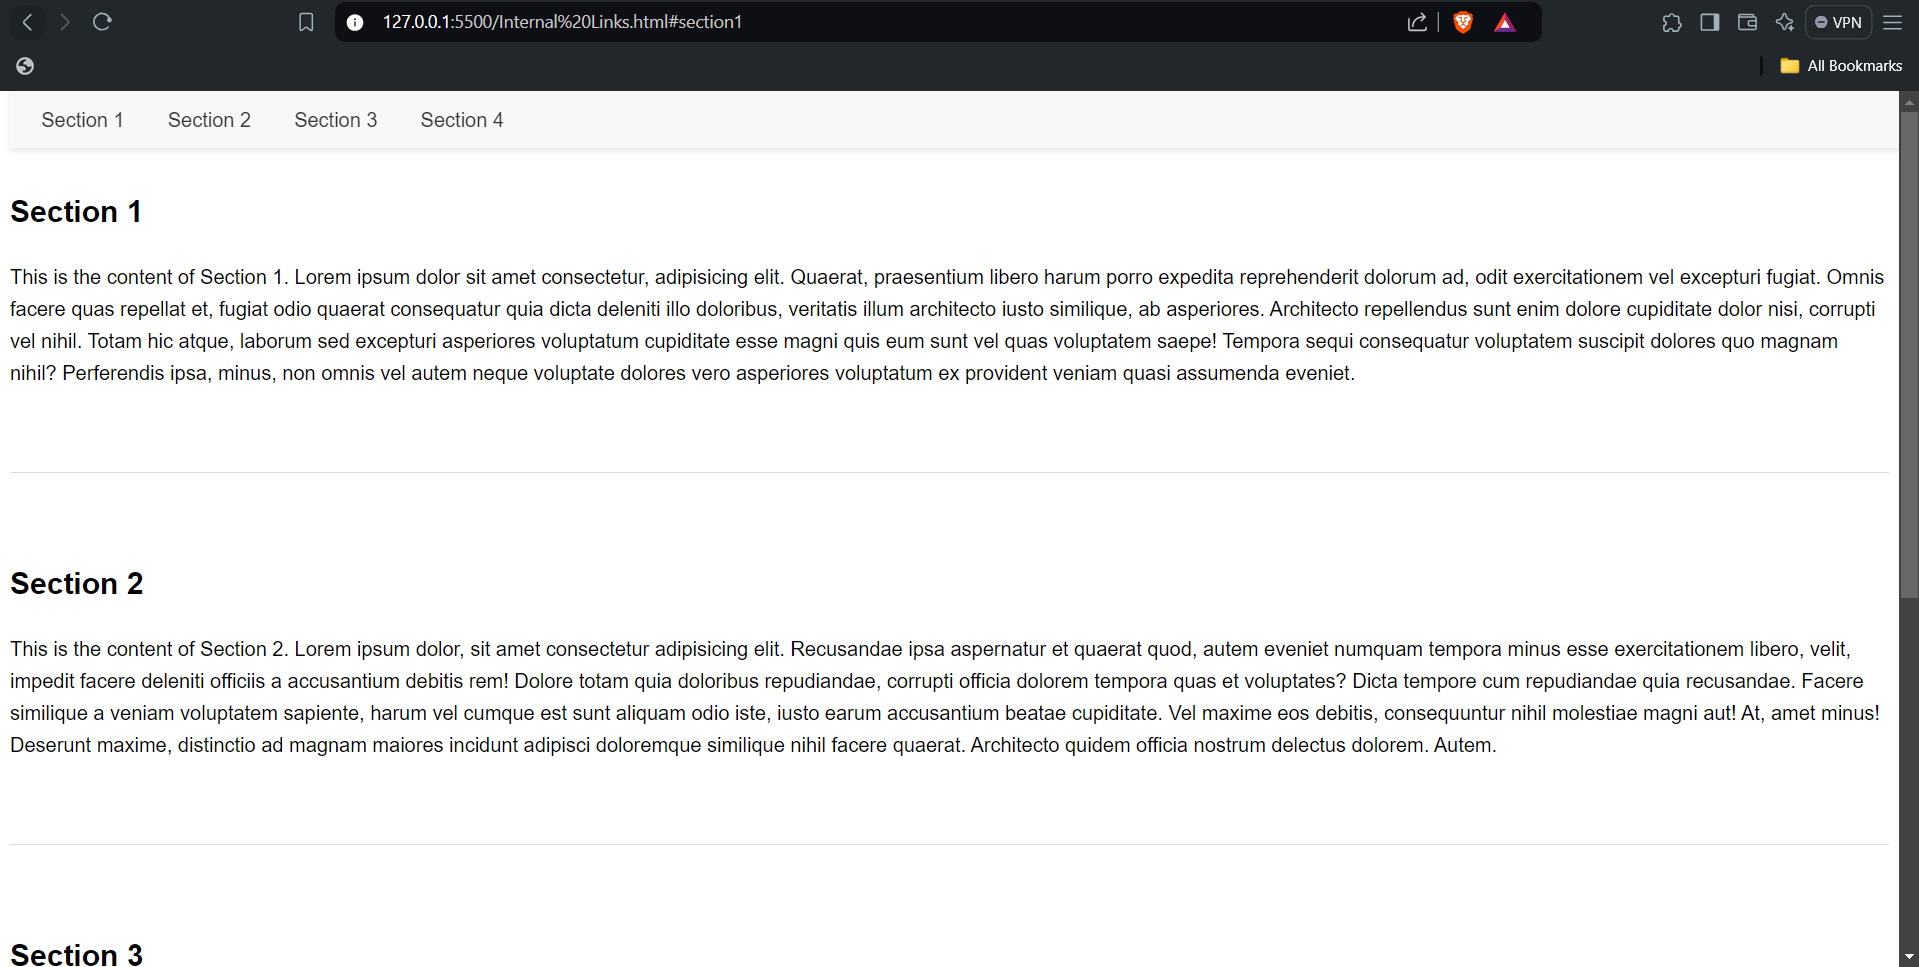 127.0.0.1:5500/Internal%20Links.html#section1
VPN
All Bookmarks
Section 1 Section 2 Section 3 Section 4
Section 1
This is the content of Section 1. Lorem ipsum dolor sit amet consectetur, adipisicing elit. Quaerat, praesentium libero harum porro expedita reprehenderit dolorum ad, odit exercitationem vel excepturi fugiat. Omnis
facere quas repellat et, fugiat odio quaerat consequatur quia dicta deleniti illo doloribus, veritatis illum architecto iusto similique, ab asperiores. Architecto repellendus sunt enim dolore cupiditate dolor nisi, corrupti
vel nihil. Totam hic atque, laborum sed excepturi asperiores voluptatum cupiditate esse magni quis eum sunt vel quas voluptatem saepe! Tempora sequi consequatur voluptatem suscipit dolores quo magnam
nihil? Perferendis ipsa, minus, non omnis vel autem neque voluptate dolores vero asperiores voluptatum ex provident veniam quasi assumenda eveniet.
Section 2
This is the content of Section 2. Lorem ipsum dolor, sit amet consectetur adipisicing elit. Recusandae ipsa aspernatur et quaerat quod, autem eveniet numquam tempora minus esse exercitationem libero, velit,
impedit facere deleniti officiis a accusantium debitis rem! Dolore totam quia doloribus repudiandae, corrupti officia dolorem tempora quas et voluptates? Dicta tempore cum repudiandae quia recusandae. Facere
similique a veniam voluptatem sapiente, harum vel cumque est sunt aliquam odio iste, iusto earum accusantium beatae cupiditate. Vel maxime eos debitis, consequuntur nihil molestiae magni aut! At, amet minus!
Deserunt maxime, distinctio ad magnam maiores incidunt adipisci doloremque similique nihil facere quaerat. Architecto quidem officia nostrum delectus dolorem. Autem.
Section 3